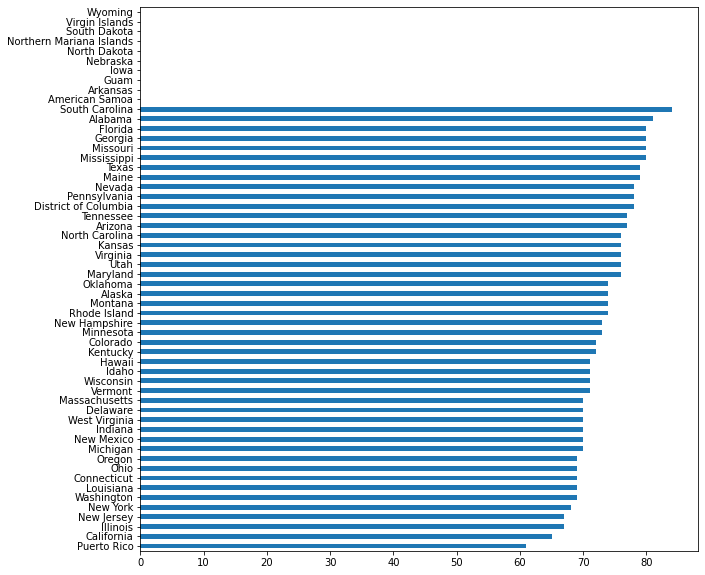 Wyoming
Virgin Islands
South Dakota
Northern Mariana Islands
North Dakota
Nebraska
Iowa
Guam
Arkansas
American Samoa
South Carolina
Alabama
Florida
Georgia
Missouri
Mississippi
Texas
Maine
Nevada
Pennsylvania
District of Columbia
Tennessee
Arizona
North Carolina
Kansas
Virginia
Utah
Maryland
Oklahoma
Alaska
Montana
Rhode Island
New Hampshire
Minnesota
Colorado
Kentucky
Hawaii
Idaho
Wisconsin
Vermont
Massachusetts
Delaware
West Virginia
Indiana
New Mexico
Michigan
Oregon
Ohio
Connecticut
Louisiana
Washington
New York
New Jersey
Illinois
California
Puerto Rico
0 10 20 30 40 50 60 70 80